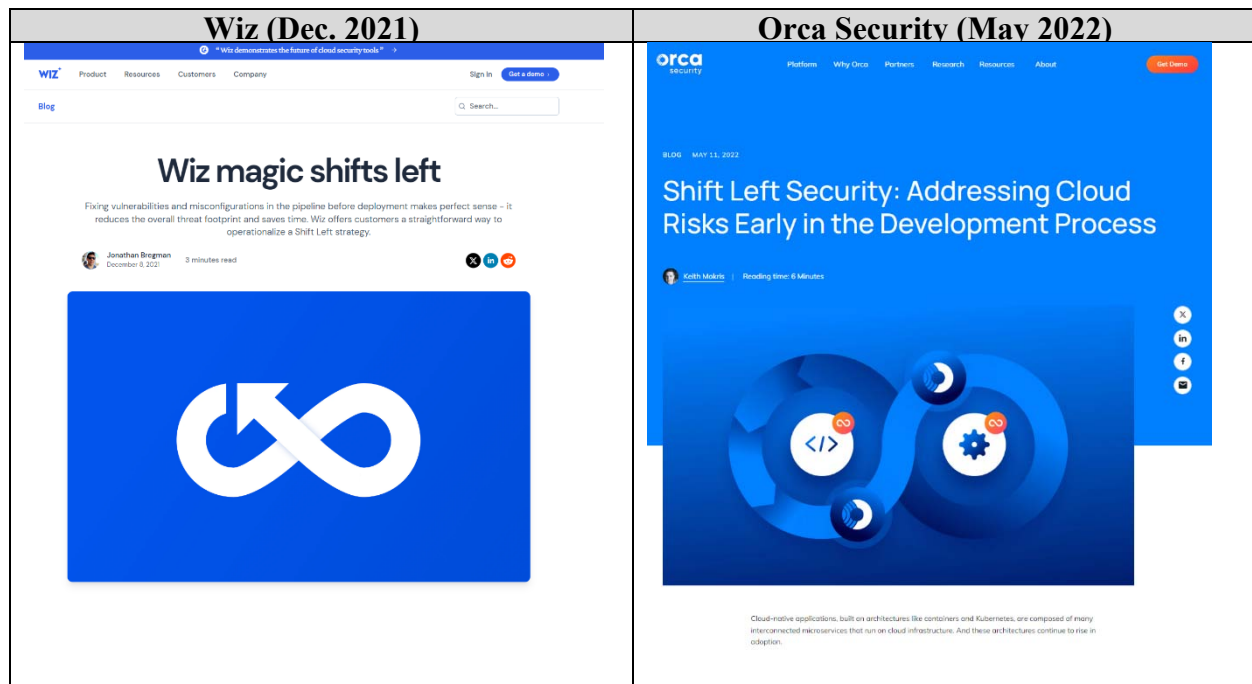 Wiz (Dec. 2021)
“Wiz demonstrates the future of cloud security tools” →
WIZ Product Resources Customers Company Sign In Get a demo ›
Blog Search...
Wiz magic shifts left
Fixing vulnerabilities and misconfigurations in the pipeline before deployment makes perfect sense – it
reduces the overall threat footprint and saves time. Wiz offers customers a straightforward way to
operationalize a Shift Left strategy.
Jonathan Bregman
December 8, 2021
3 minutes read
Orca Security (May 2022)
orca
security
Platform Why Orca Partners Research Resources About Get Demo
BLOG MAY 11, 2022
Shift Left Security: Addressing Cloud
Risks Early in the Development Process
Keith Mokris | Reading time: 6 Minutes
</>
Cloud-native applications, built on architectures like containers and Kubernetes, are composed of many
interconnected microservices that run on cloud infrastructure. And these architectures continue to rise in
adoption.